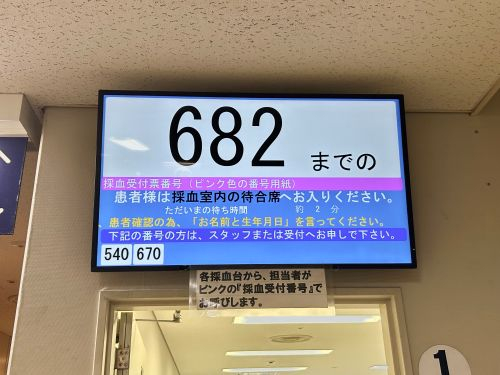 682 までの
採血受付票番号（ピンク色の番号用紙）
患者様は採血室内の待合席へお入りください。
ただいまの待ち時間 約 2 分
患者確認の為、「お名前と生年月日」を言ってください。
下記の番号の方は、スタッフまたは受付へお申し出下さい。
540 670
各採血台から、担当者が
ピンクの『採血受付番号』で
お呼びします。
1